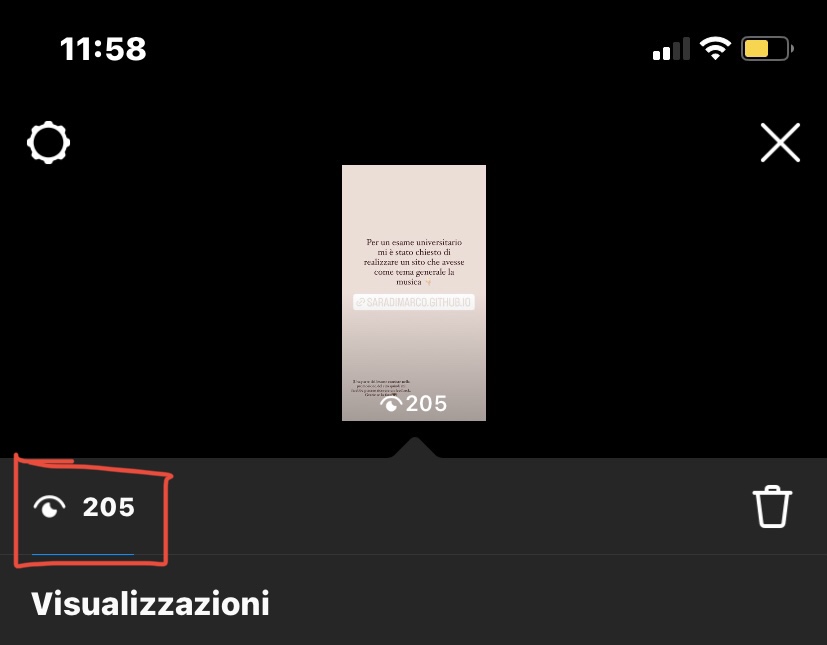 11:58
Per un esame universitario
mi è stato chiesto di
realizzare un sito che avesse
come tema generale la
musica
SARADIMARCO.GITHUB.IO
205
205
Visualizzazioni